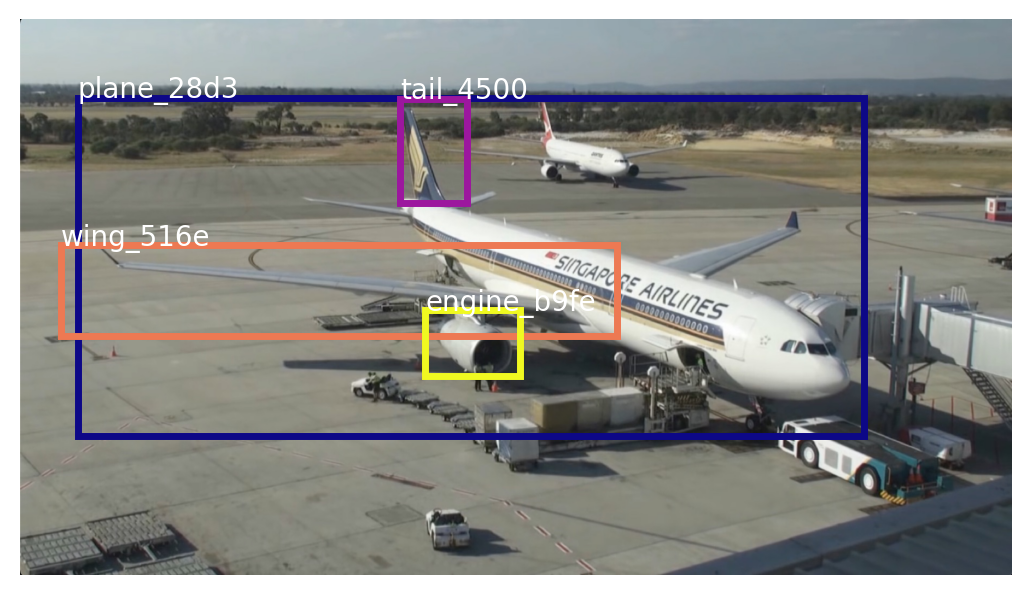 plane_28d3
tail_4500
wing_516e
SINGAPORE AIRLINES
engine_b9fe